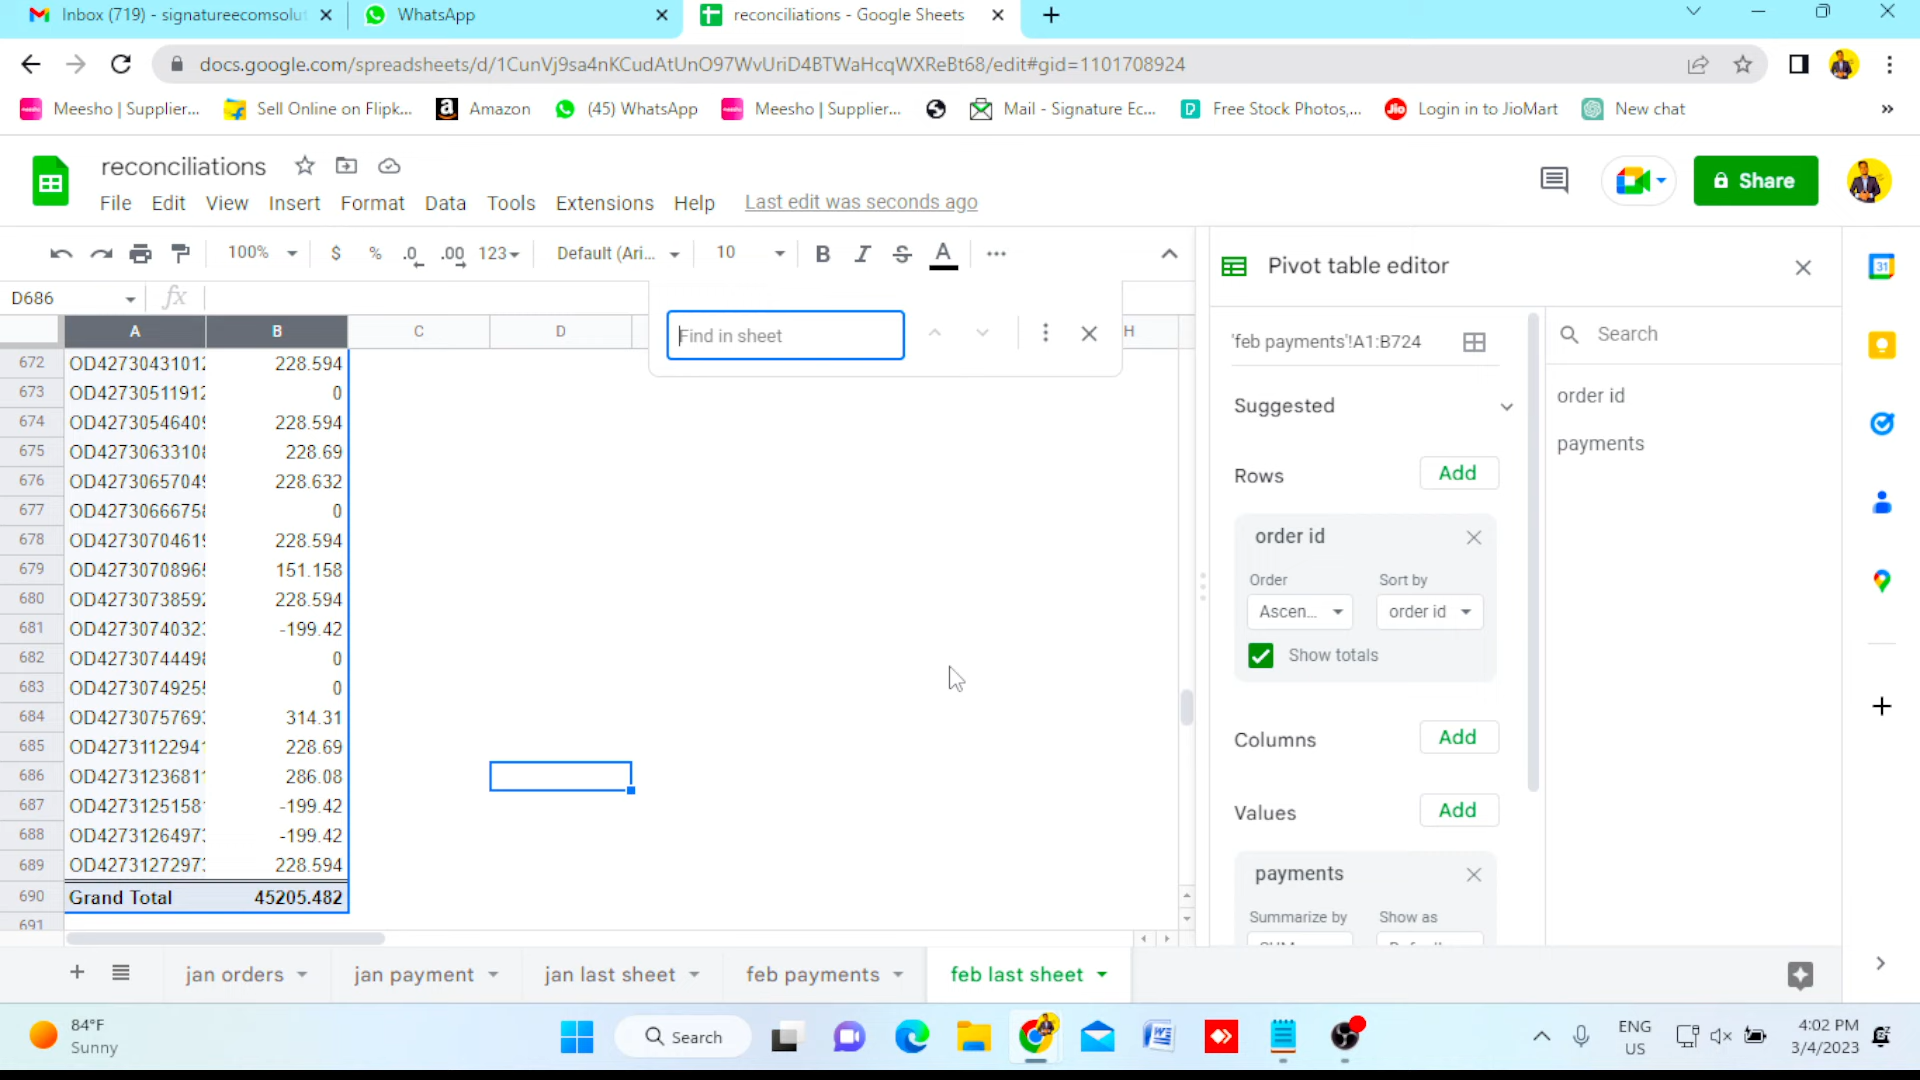 Inbox (719) - signatureecomsolut
WhatsApp
reconciliations - Google Sheets
docs.google.com/spreadsheets/d/1CunVj9sa4nKCudAtUnO97WvUriD4BTWaHcqWXReBt68/edit#gid=1101708924
Meesho | Supplier...
Sell Online on Flipk...
Amazon
(45) WhatsApp
Meesho | Supplier...
Mail - Signature Ec...
Free Stock Photos,...
Login in to JioMart
New chat
reconciliations
File Edit View Insert Format Data Tools Extensions Help
Last edit was seconds ago
Share
100% $ % .0 .00 123 Default (Ari... 10 B I S A
D686
fx
Find in sheet
A B C D H
672 OD42730431012 228.594
673 OD42730511912 0
674 OD42730546409 228.594
675 OD42730633108 228.69
676 OD42730657049 228.632
677 OD42730666758 0
678 OD42730704619 228.594
679 OD42730708965 151.158
680 OD42730738592 228.594
681 OD42730740323 -199.42
682 OD42730744498 0
683 OD42730749255 0
684 OD42730757693 314.31
685 OD42731122941 228.69
686 OD42731236811 286.08
687 OD42731251581 -199.42
688 OD42731264973 -199.42
689 OD42731272973 228.594
690 Grand Total 45205.482
691
Pivot table editor
'feb payments'!A1:B724
Suggested
Rows Add
order id
Order Sort by
Ascen... order id
Show totals
Columns Add
Values Add
payments
Summarize by Show as
Search
order id
payments
31
jan orders
jan payment
jan last sheet
feb payments
feb last sheet
84°F
Sunny
Search
ENG
US
4:02 PM
3/4/2023